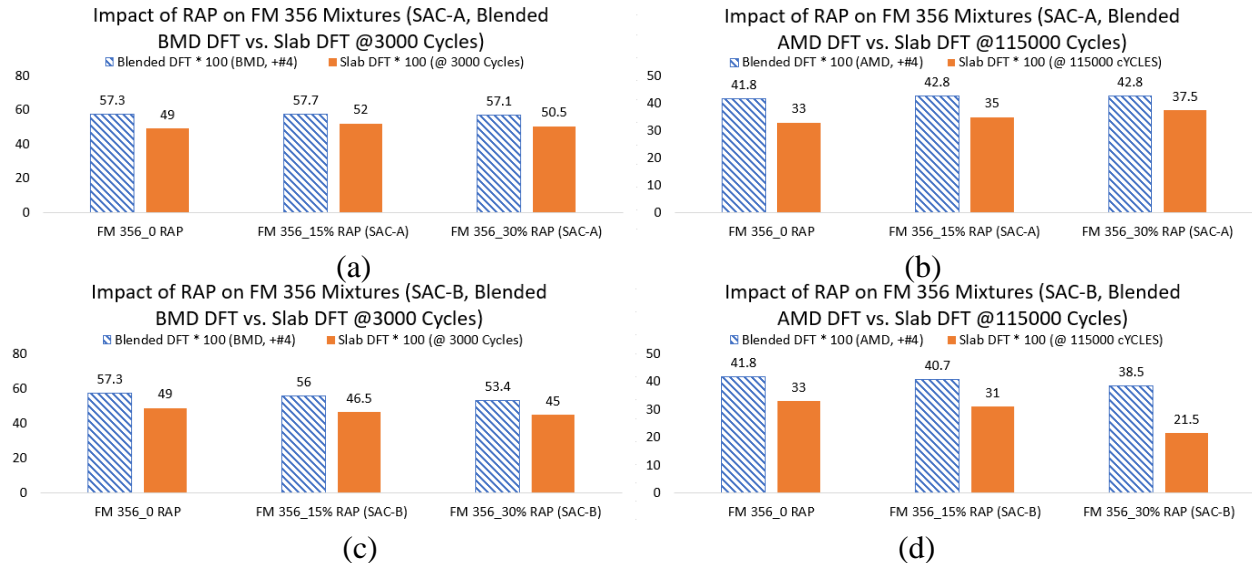 Impact of RAP on FM 356 Mixtures (SAC-A, Blended
BMD DFT vs. Slab DFT @3000 Cycles)
Blended DFT * 100 (BMD, +#4) Slab DFT * 100 (@ 3000 Cycles)
80
60
40
20
0
57.3
49
57.7
52
57.1
50.5
FM 356_0 RAP
FM 356_15% RAP (SAC-A)
FM 356_30% RAP (SAC-A)
(a)
Impact of RAP on FM 356 Mixtures (SAC-A, Blended
AMD DFT vs. Slab DFT @115000 Cycles)
Blended DFT * 100 (AMD, +#4) Slab DFT * 100 (@ 115000 cYCLES)
50
40
30
20
10
0
41.8
33
42.8
35
42.8
37.5
FM 356_0 RAP
FM 356_15% RAP (SAC-A)
FM 356_30% RAP (SAC-A)
(b)
Impact of RAP on FM 356 Mixtures (SAC-B, Blended
BMD DFT vs. Slab DFT @3000 Cycles)
Blended DFT * 100 (BMD, +#4) Slab DFT * 100 (@ 3000 Cycles)
80
60
40
20
0
57.3
49
56
46.5
53.4
45
FM 356_0 RAP
FM 356_15% RAP (SAC-B)
FM 356_30% RAP (SAC-B)
(c)
Impact of RAP on FM 356 Mixtures (SAC-B, Blended
AMD DFT vs. Slab DFT @115000 Cycles)
Blended DFT * 100 (AMD, +#4) Slab DFT * 100 (@ 115000 cYCLES)
50
40
30
20
10
0
41.8
33
40.7
31
38.5
21.5
FM 356_0 RAP
FM 356_15% RAP (SAC-B)
FM 356_30% RAP (SAC-B)
(d)